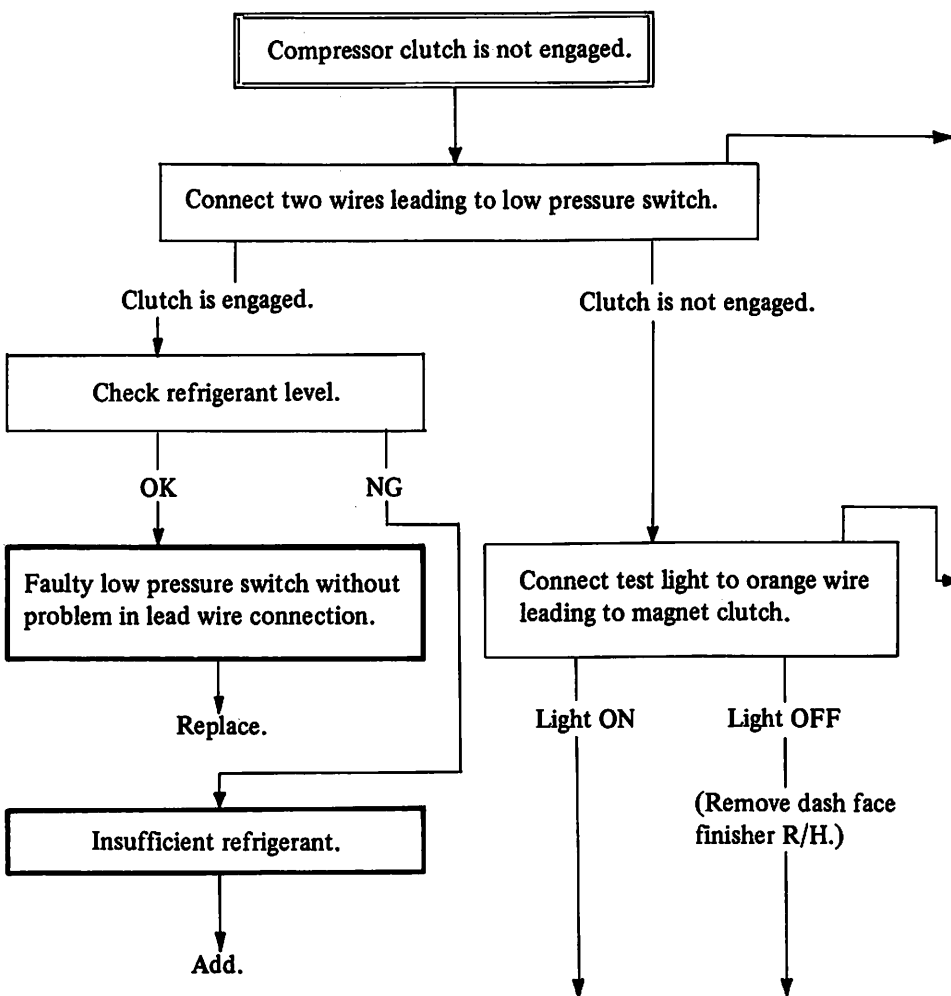 Compressor clutch is not engaged.
Connect two wires leading to low pressure switch.
Clutch is engaged.
Clutch is not engaged.
Check refrigerant level.
OK
NG
Faulty low pressure switch without
problem in lead wire connection.
Connect test light to orange wire
leading to magnet clutch.
Replace.
Light ON
Light OFF
(Remove dash face
finisher R/H.)
Insufficient refrigerant.
Add.